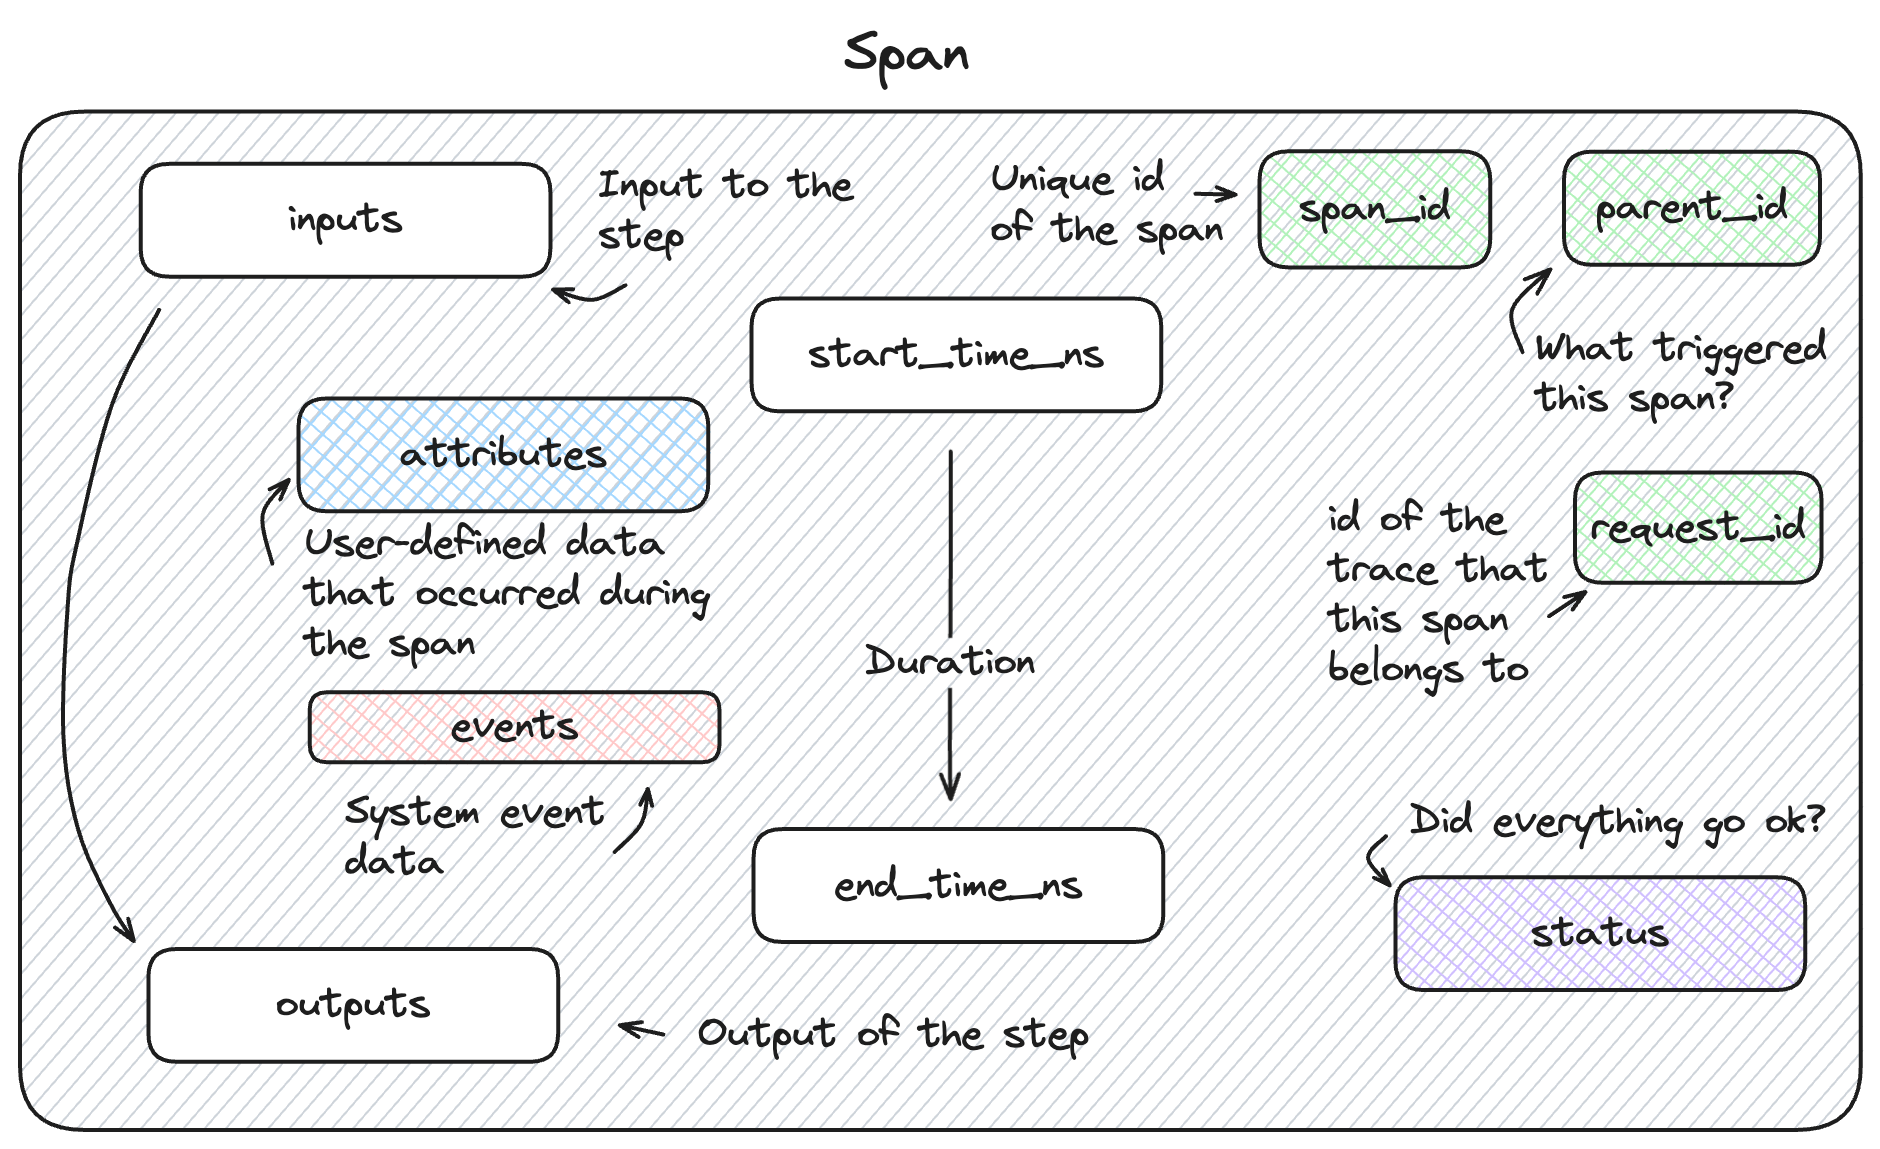 Span
inputs
Input to the
step
Unique id
of the span
span_id
parent_id
What triggered
this span?
start_time_ns
attributes
User-defined data
that occurred during
the span
Duration
id of the
trace that
this span
belongs to
request_id
events
System event
data
end_time_ns
Did everything go ok?
status
outputs
Output of the step